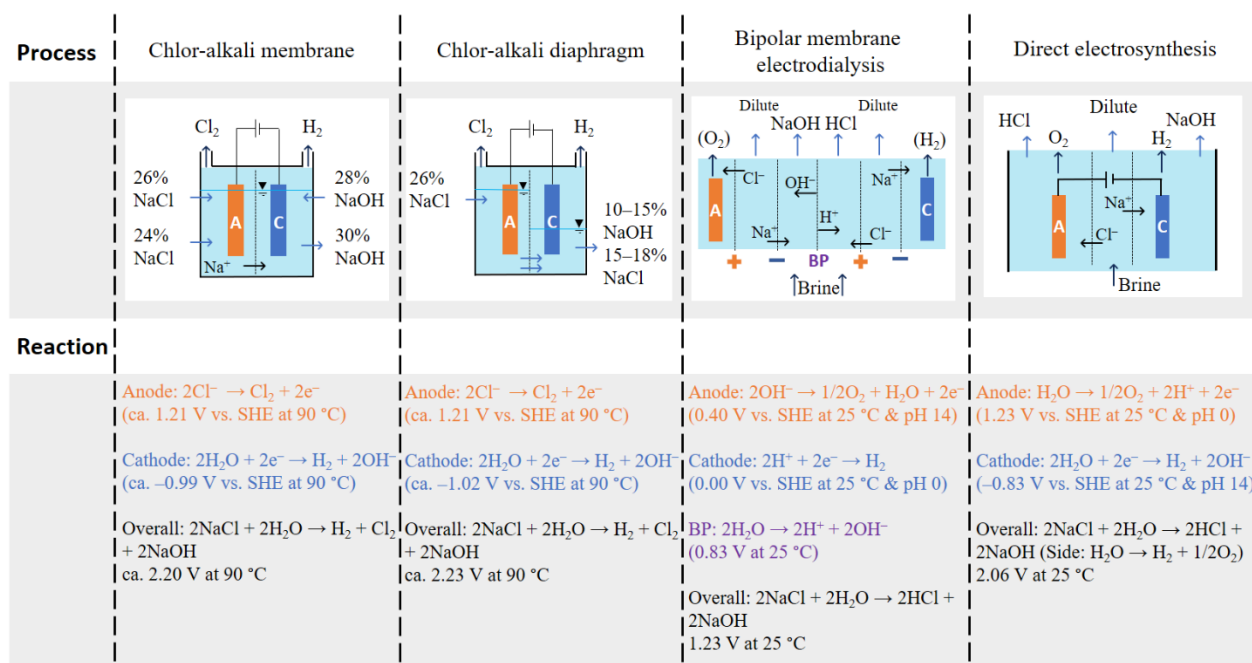 Process
Chlor-alkali membrane
Chlor-alkali diaphragm
Bipolar membrane
electrodialysis
Direct electrosynthesis
Cl₂
H₂
26%
NaCl
24%
NaCl
Na⁺
A
C
28%
NaOH
30%
NaOH
Cl₂
H₂
26%
NaCl
A
C
10–15%
NaOH
15–18%
NaCl
Dilute
Dilute
NaOH HCl
(O₂)
(H₂)
Cl⁻
OH⁻
Na⁺
A
C
H⁺
Na⁺
Cl⁻
+ − BP + −
Brine
Dilute
HCl
O₂
H₂
NaOH
A
C
Na⁺
Cl⁻
Brine
Reaction
Anode: 2Cl⁻ → Cl₂ + 2e⁻
(ca. 1.21 V vs. SHE at 90 °C)
Cathode: 2H₂O + 2e⁻ → H₂ + 2OH⁻
(ca. –0.99 V vs. SHE at 90 °C)
Overall: 2NaCl + 2H₂O → H₂ + Cl₂
+ 2NaOH
ca. 2.20 V at 90 °C
Anode: 2Cl⁻ → Cl₂ + 2e⁻
(ca. 1.21 V vs. SHE at 90 °C)
Cathode: 2H₂O + 2e⁻ → H₂ + 2OH⁻
(ca. –1.02 V vs. SHE at 90 °C)
Overall: 2NaCl + 2H₂O → H₂ + Cl₂
+ 2NaOH
ca. 2.23 V at 90 °C
Anode: 2OH⁻ → 1/2O₂ + H₂O + 2e⁻
(0.40 V vs. SHE at 25 °C & pH 14)
Cathode: 2H⁺ + 2e⁻ → H₂
(0.00 V vs. SHE at 25 °C & pH 0)
BP: 2H₂O → 2H⁺ + 2OH⁻
(0.83 V at 25 °C)
Overall: 2NaCl + 2H₂O → 2HCl +
2NaOH
1.23 V at 25 °C
Anode: H₂O → 1/2O₂ + 2H⁺ + 2e⁻
(1.23 V vs. SHE at 25 °C & pH 0)
Cathode: 2H₂O + 2e⁻ → H₂ + 2OH⁻
(–0.83 V vs. SHE at 25 °C & pH 14)
Overall: 2NaCl + 2H₂O → 2HCl +
2NaOH (Side: H₂O → H₂ + 1/2O₂)
2.06 V at 25 °C